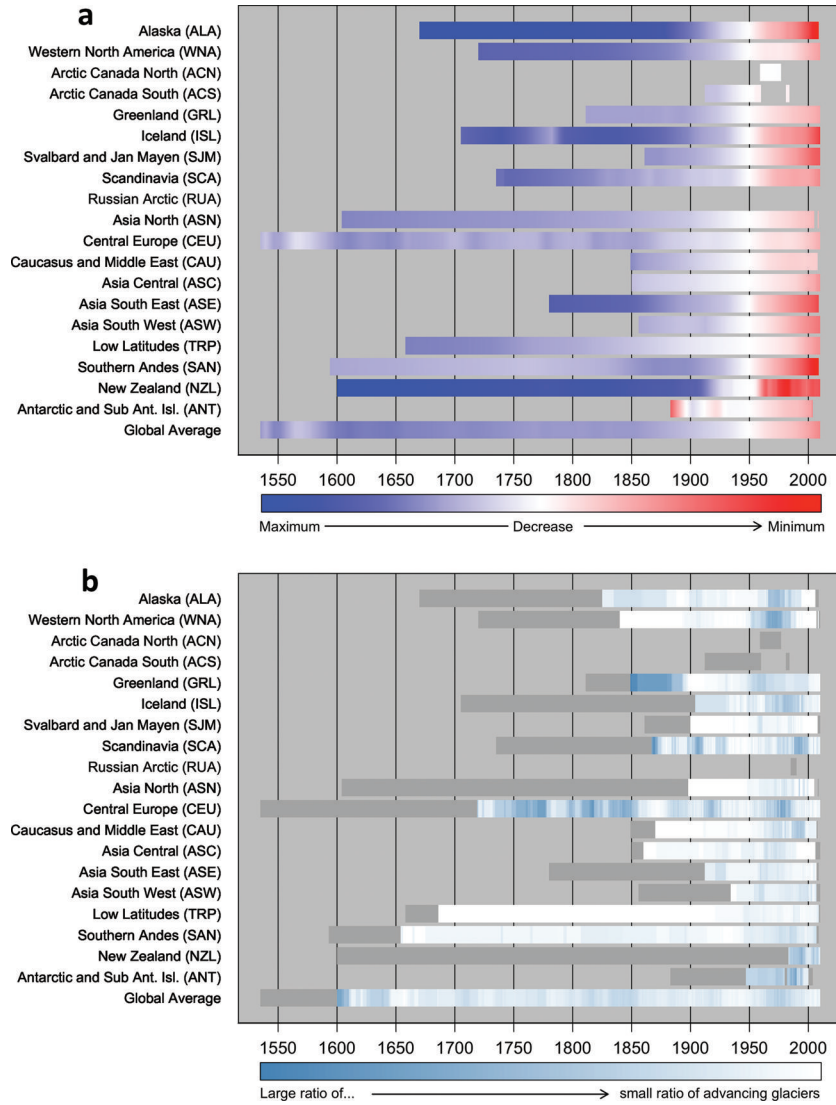 a
Alaska (ALA)
Western North America (WNA)
Arctic Canada North (ACN)
Arctic Canada South (ACS)
Greenland (GRL)
Iceland (ISL)
Svalbard and Jan Mayen (SJM)
Scandinavia (SCA)
Russian Arctic (RUA)
Asia North (ASN)
Central Europe (CEU)
Caucasus and Middle East (CAU)
Asia Central (ASC)
Asia South East (ASE)
Asia South West (ASW)
Low Latitudes (TRP)
Southern Andes (SAN)
New Zealand (NZL)
Antarctic and Sub Ant. Isl. (ANT)
Global Average
1550 1600 1650 1700 1750 1800 1850 1900 1950 2000
Maximum Decrease Minimum
b
Alaska (ALA)
Western North America (WNA)
Arctic Canada North (ACN)
Arctic Canada South (ACS)
Greenland (GRL)
Iceland (ISL)
Svalbard and Jan Mayen (SJM)
Scandinavia (SCA)
Russian Arctic (RUA)
Asia North (ASN)
Central Europe (CEU)
Caucasus and Middle East (CAU)
Asia Central (ASC)
Asia South East (ASE)
Asia South West (ASW)
Low Latitudes (TRP)
Southern Andes (SAN)
New Zealand (NZL)
Antarctic and Sub Ant. Isl. (ANT)
Global Average
1550 1600 1650 1700 1750 1800 1850 1900 1950 2000
Large ratio of... small ratio of advancing glaciers